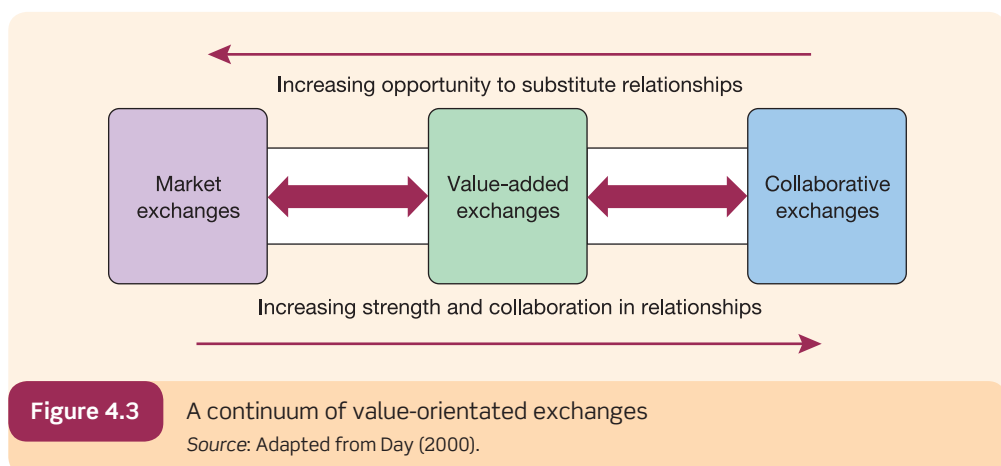 Increasing opportunity to substitute relationships
Market
exchanges
Value-added
exchanges
Collaborative
exchanges
Increasing strength and collaboration in relationships
Figure 4.3
A continuum of value-orientated exchanges
Source: Adapted from Day (2000).